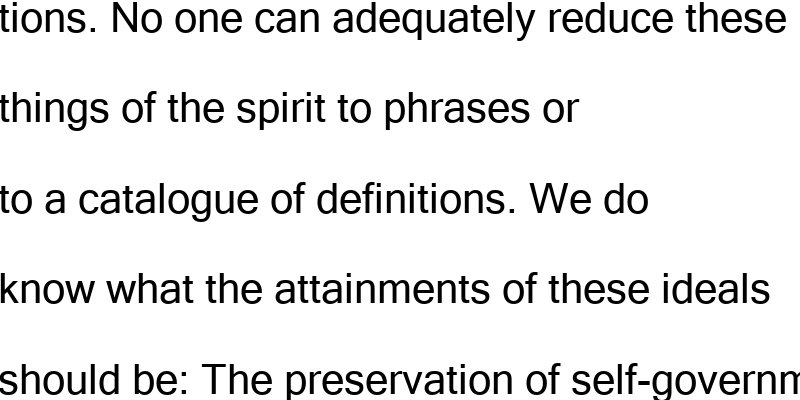 tions. No one can adequately reduce these
things of the spirit to phrases or
to a catalogue of definitions. We do
know what the attainments of these ideals
should be: The preservation of self-governm